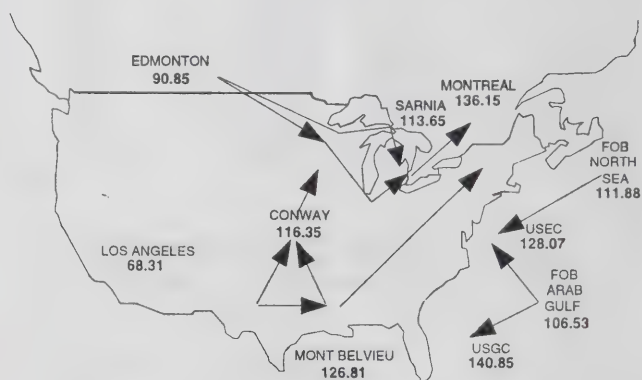 EDMONTON
90.85
MONTREAL
136.15
SARNIA
113.65
FOB
NORTH
SEA
111.88
CONWAY
116.35
USEC
128.07
LOS ANGELES
68.31
FOB
ARAB
GULF
106.53
MONT BELVIEU
126.81
USGC
140.85